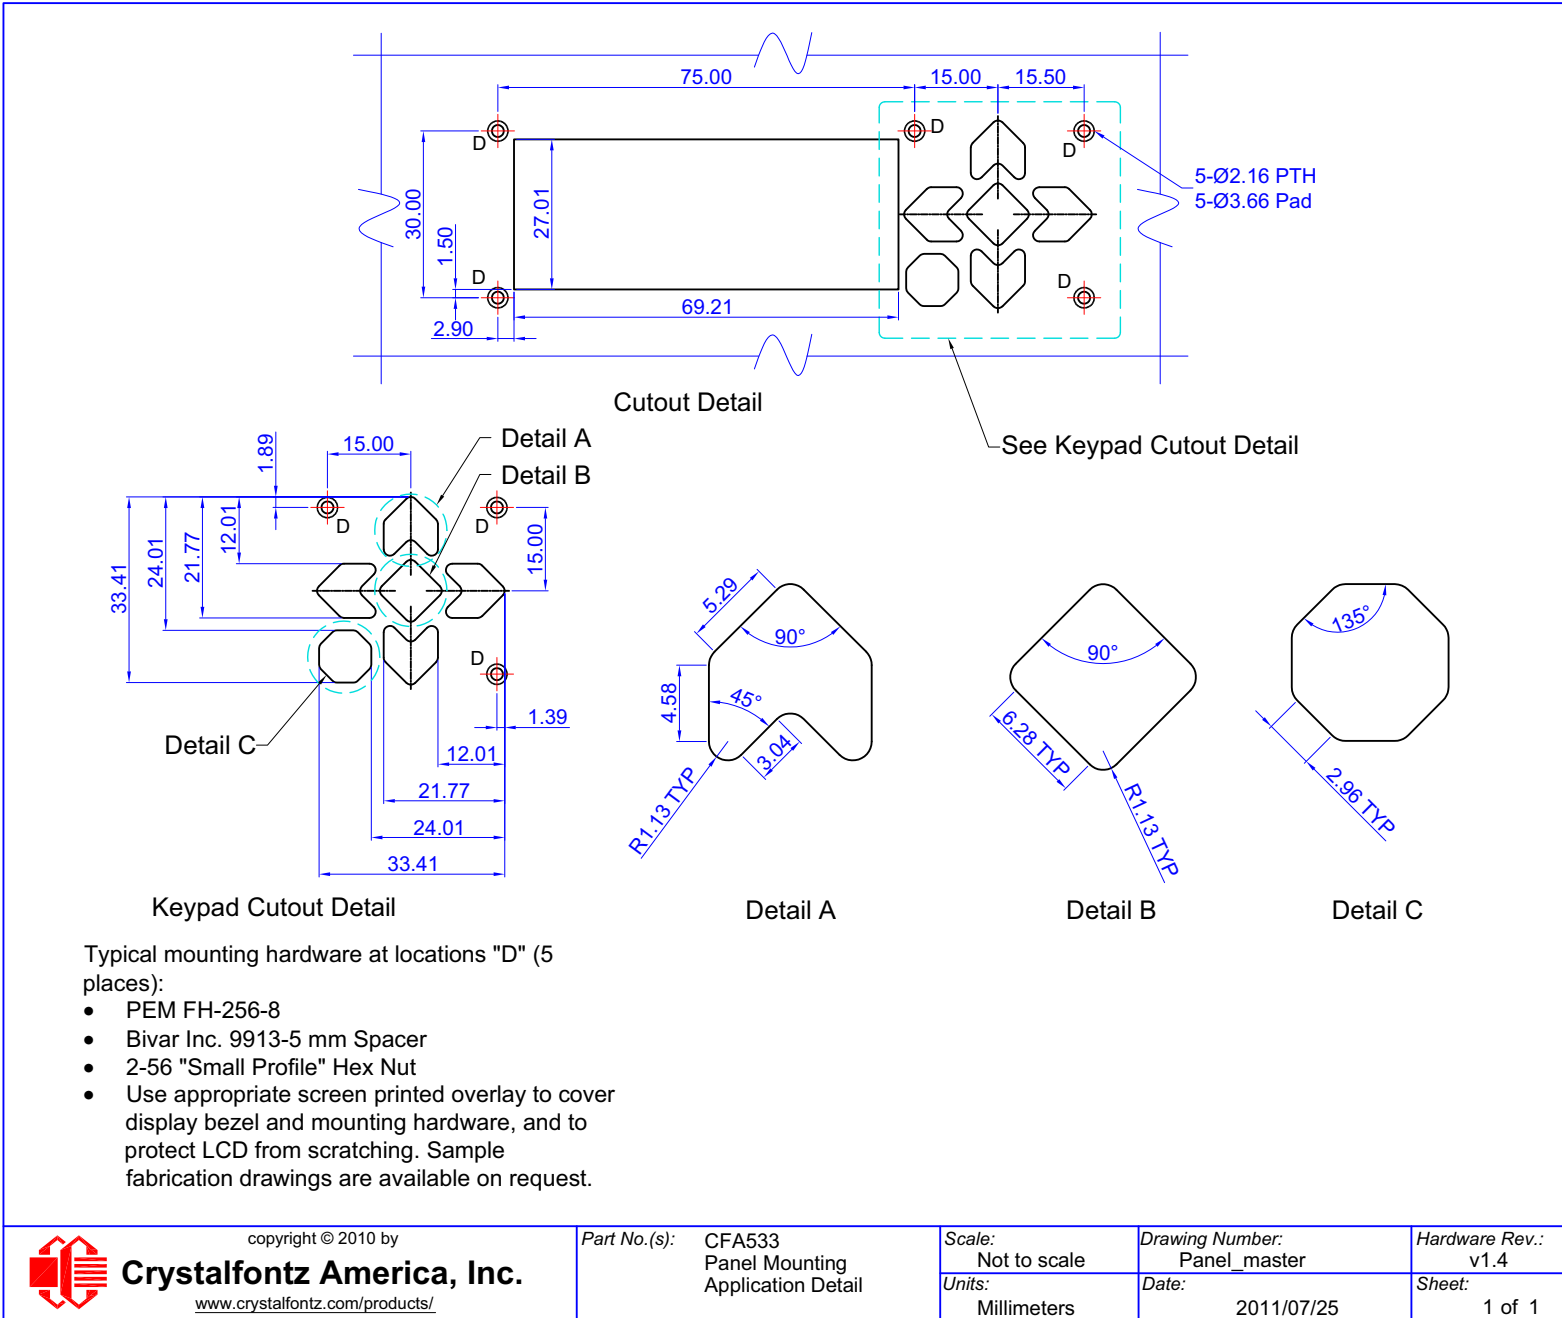 75.00
15.00
15.50
D
D
D
5-Ø2.16 PTH
5-Ø3.66 Pad
30.00
27.01
1.50
D
D
69.21
2.90
Cutout Detail
See Keypad Cutout Detail
1.89
15.00
Detail A
Detail B
D
D
12.01
15.00
21.77
24.01
33.41
D
1.39
Detail C
12.01
21.77
24.01
33.41
Keypad Cutout Detail
5.29
90°
4.58
45°
3.04
R1.13 TYP
Detail A
90°
6.28 TYP
R1.13 TYP
Detail B
135°
2.96 TYP
Detail C
Typical mounting hardware at locations "D" (5
places):
• PEM FH-256-8
• Bivar Inc. 9913-5 mm Spacer
• 2-56 "Small Profile" Hex Nut
• Use appropriate screen printed overlay to cover
display bezel and mounting hardware, and to
protect LCD from scratching. Sample
fabrication drawings are available on request.
copyright © 2010 by
Crystalfontz America, Inc.
www.crystalfontz.com/products/
Part No.(s): CFA533
Panel Mounting
Application Detail
Scale:
Not to scale
Drawing Number:
Panel_master
Hardware Rev.:
v1.4
Units:
Millimeters
Date:
2011/07/25
Sheet:
1 of 1